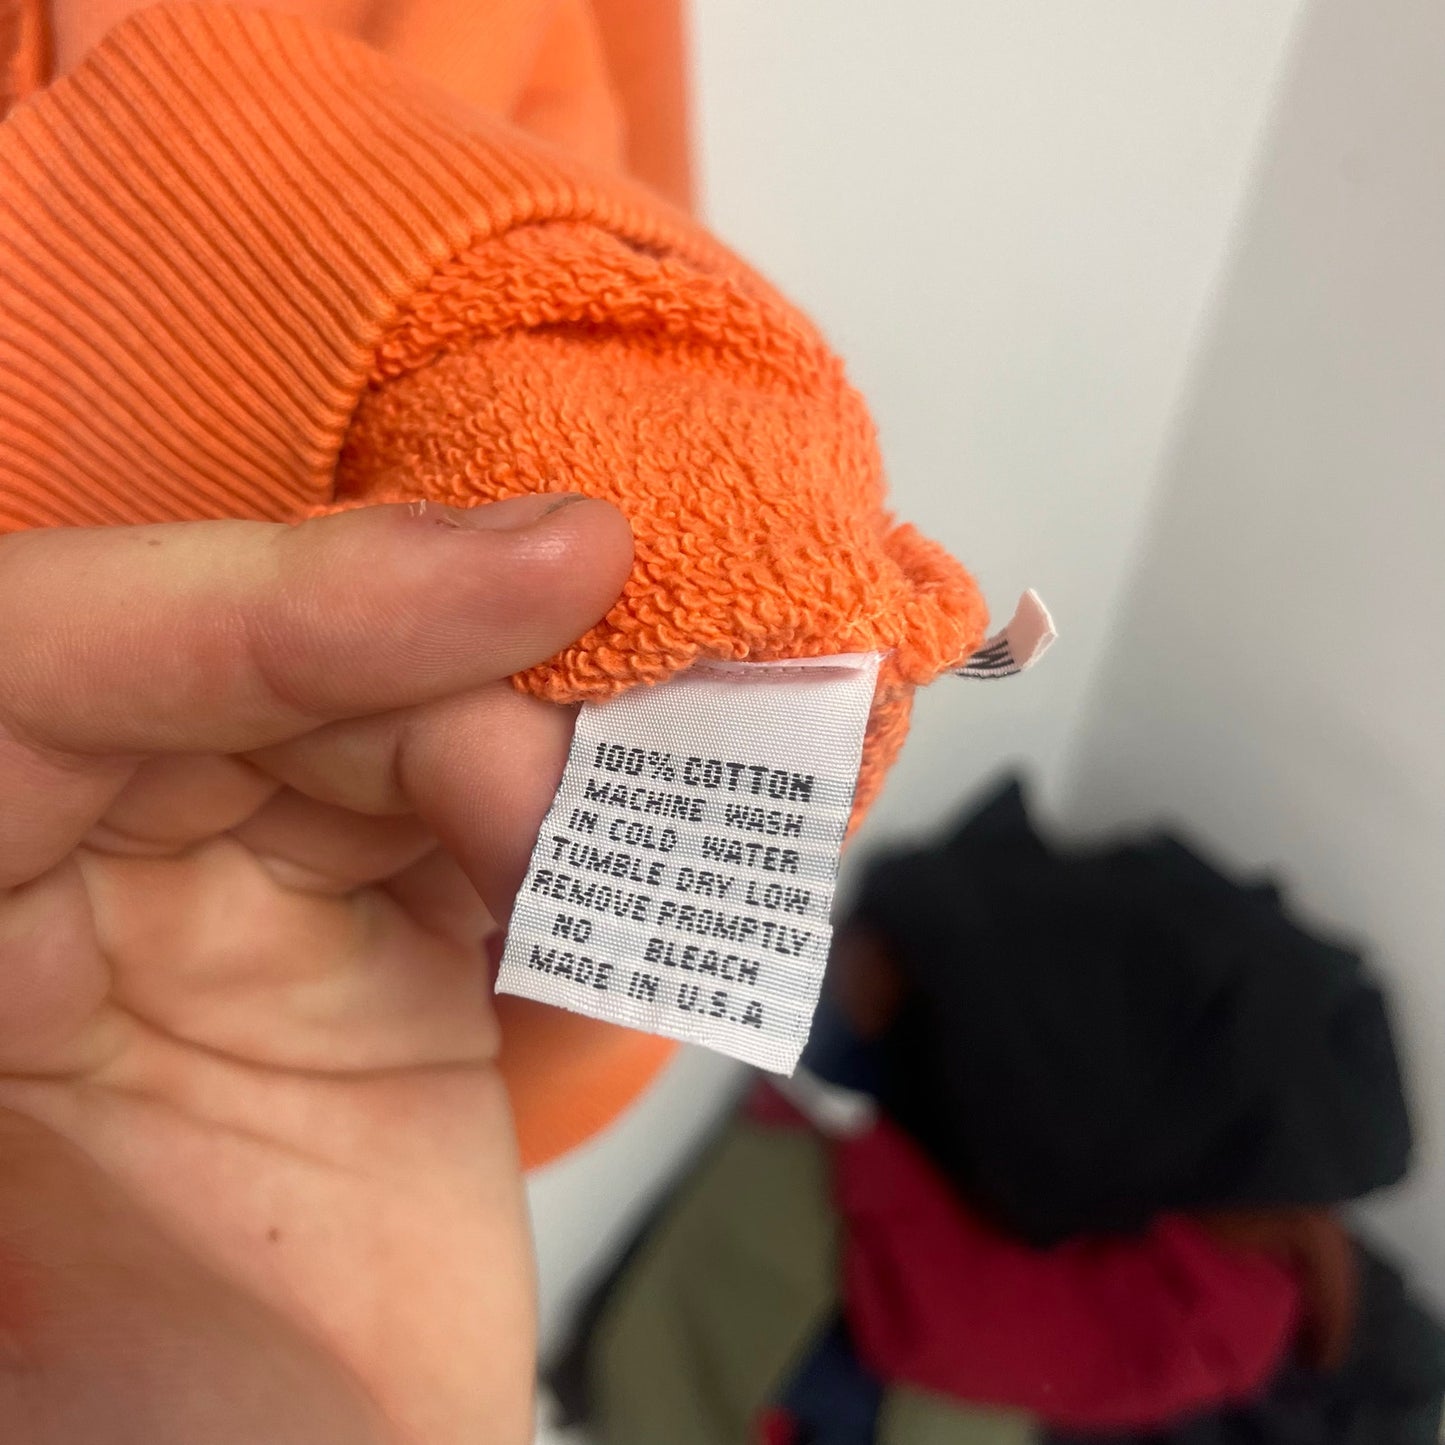 100% COTTON
MACHINE WASH
IN COLD WATER
TUMBLE DRY LOW
REMOVE PROMPTLY
NO BLEACH
MADE IN U.S.A